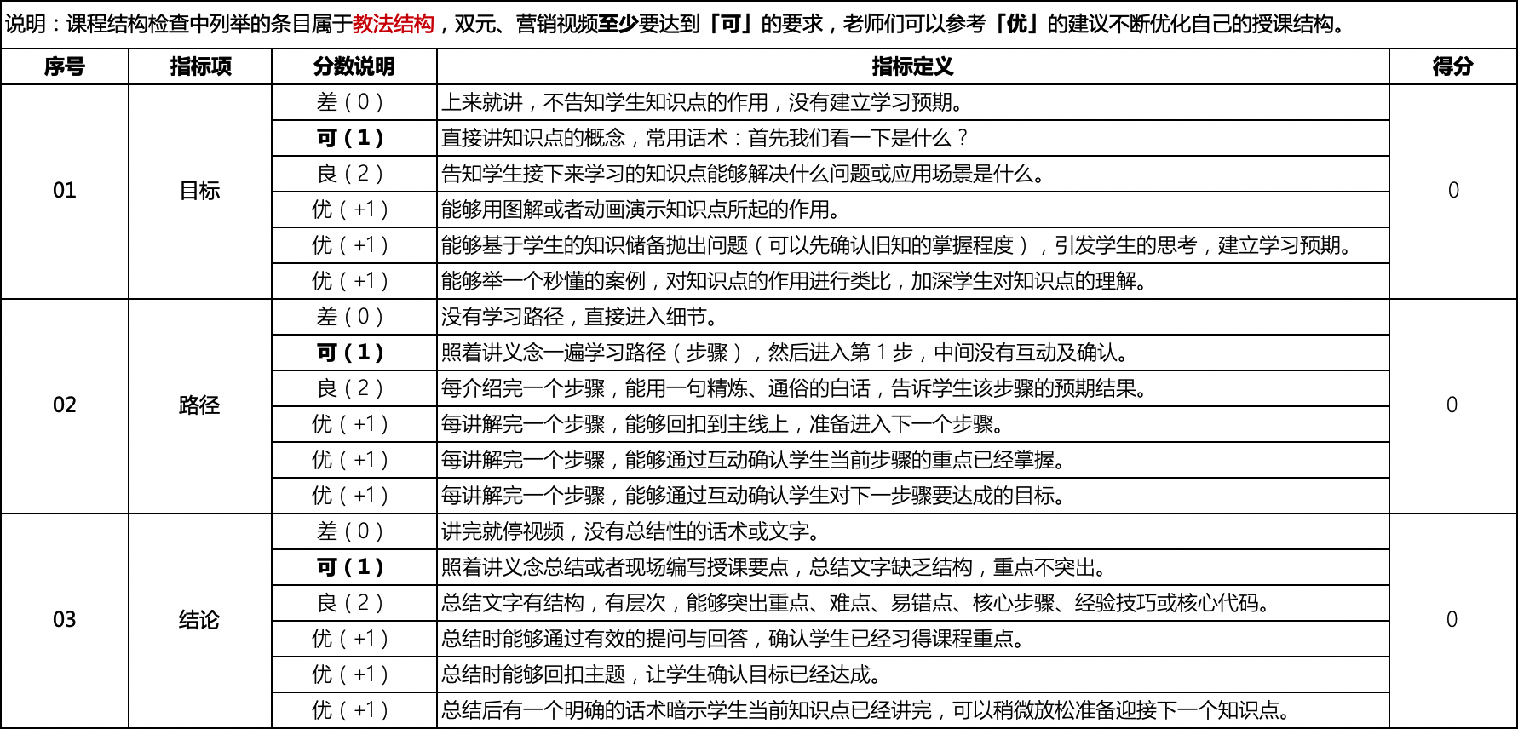 说明：课程结构检查中列举的条目属于教法结构，双元、营销视频至少要达到「可」的要求，老师们可以参考「优」的建议不断优化自己的授课结构。
序号 指标项 分数说明 指标定义 得分
01 目标 差（0） 上来就讲，不告知学生知识点的作用，没有建立学习预期。 0
可（1） 直接讲知识点的概念，常用话术：首先我们看一下是什么？
良（2） 告知学生接下来学习的知识点能够解决什么问题或应用场景是什么。
优（+1） 能够用图解或者动画演示知识点所起的作用。
优（+1） 能够基于学生的知识储备抛出问题（可以先确认旧知的掌握程度），引发学生的思考，建立学习预期。
优（+1） 能够举一个秒懂的案例，对知识点的作用进行类比，加深学生对知识点的理解。
02 路径 差（0） 没有学习路径，直接进入细节。 0
可（1） 照着讲义念一遍学习路径（步骤），然后进入第1步，中间没有互动及确认。
良（2） 每介绍完一个步骤，能用一句精炼、通俗的白话，告诉学生该步骤的预期结果。
优（+1） 每讲解完一个步骤，能够回扣到主线上，准备进入下一个步骤。
优（+1） 每讲解完一个步骤，能够通过互动确认学生当前步骤的重点已经掌握。
优（+1） 每讲解完一个步骤，能够通过互动确认学生对下一步骤要达成的目标。
03 结论 差（0） 讲完就停视频，没有总结性的话术或文字。 0
可（1） 照着讲义念总结或者现场编写授课要点，总结文字缺乏结构，重点不突出。
良（2） 总结文字有结构，有层次，能够突出重点、难点、易错点、核心步骤、经验技巧或核心代码。
优（+1） 总结时能够通过有效的提问与回答，确认学生已经习得课程重点。
优（+1） 总结时能够回扣主题，让学生确认目标已经达成。
优（+1） 总结后有一个明确的话术暗示学生当前知识点已经讲完，可以稍微放松准备迎接下一个知识点。